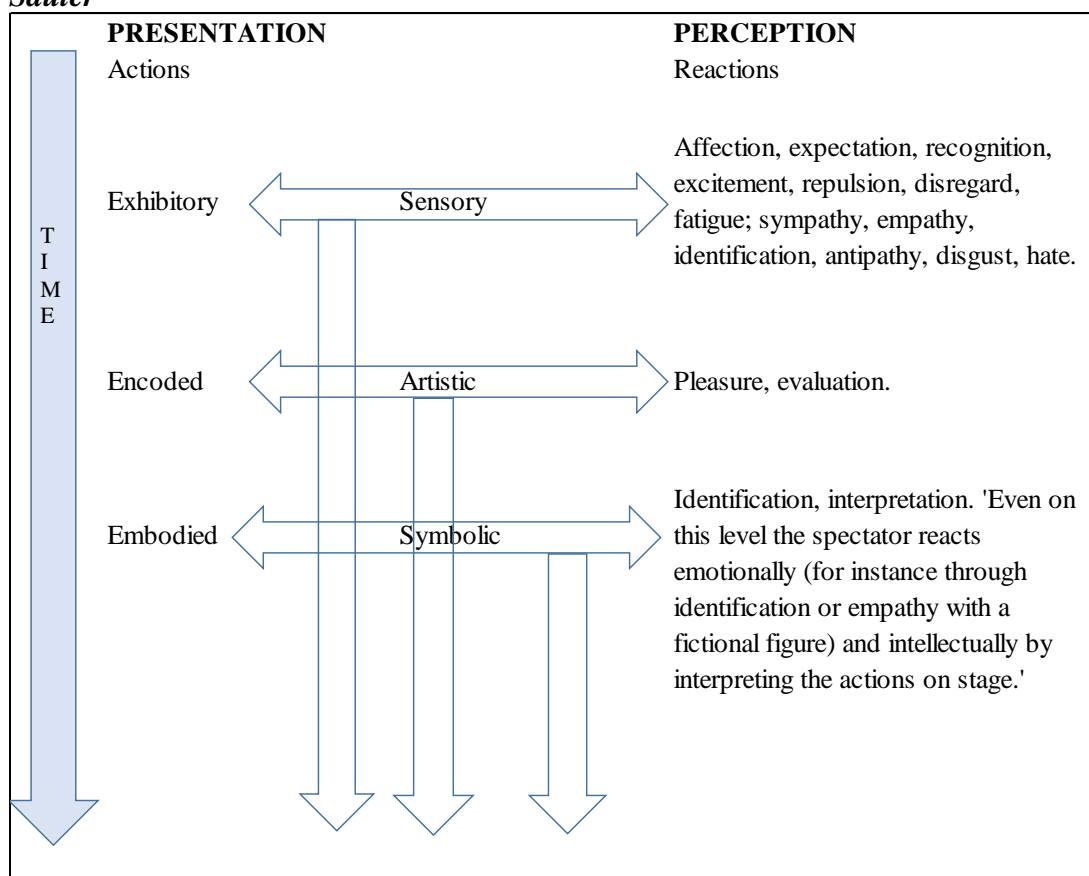 Sauter
PRESENTATION PERCEPTION
Actions Reactions
Affection, expectation, recognition,
excitement, repulsion, disregard,
fatigue; sympathy, empathy,
identification, antipathy, disgust, hate.
Exhibitory Sensory
T
I
M
E
Encoded Artistic Pleasure, evaluation.
Embodied Symbolic
Identification, interpretation. 'Even on
this level the spectator reacts
emotionally (for instance through
identification or empathy with a
fictional figure) and intellectually by
interpreting the actions on stage.'